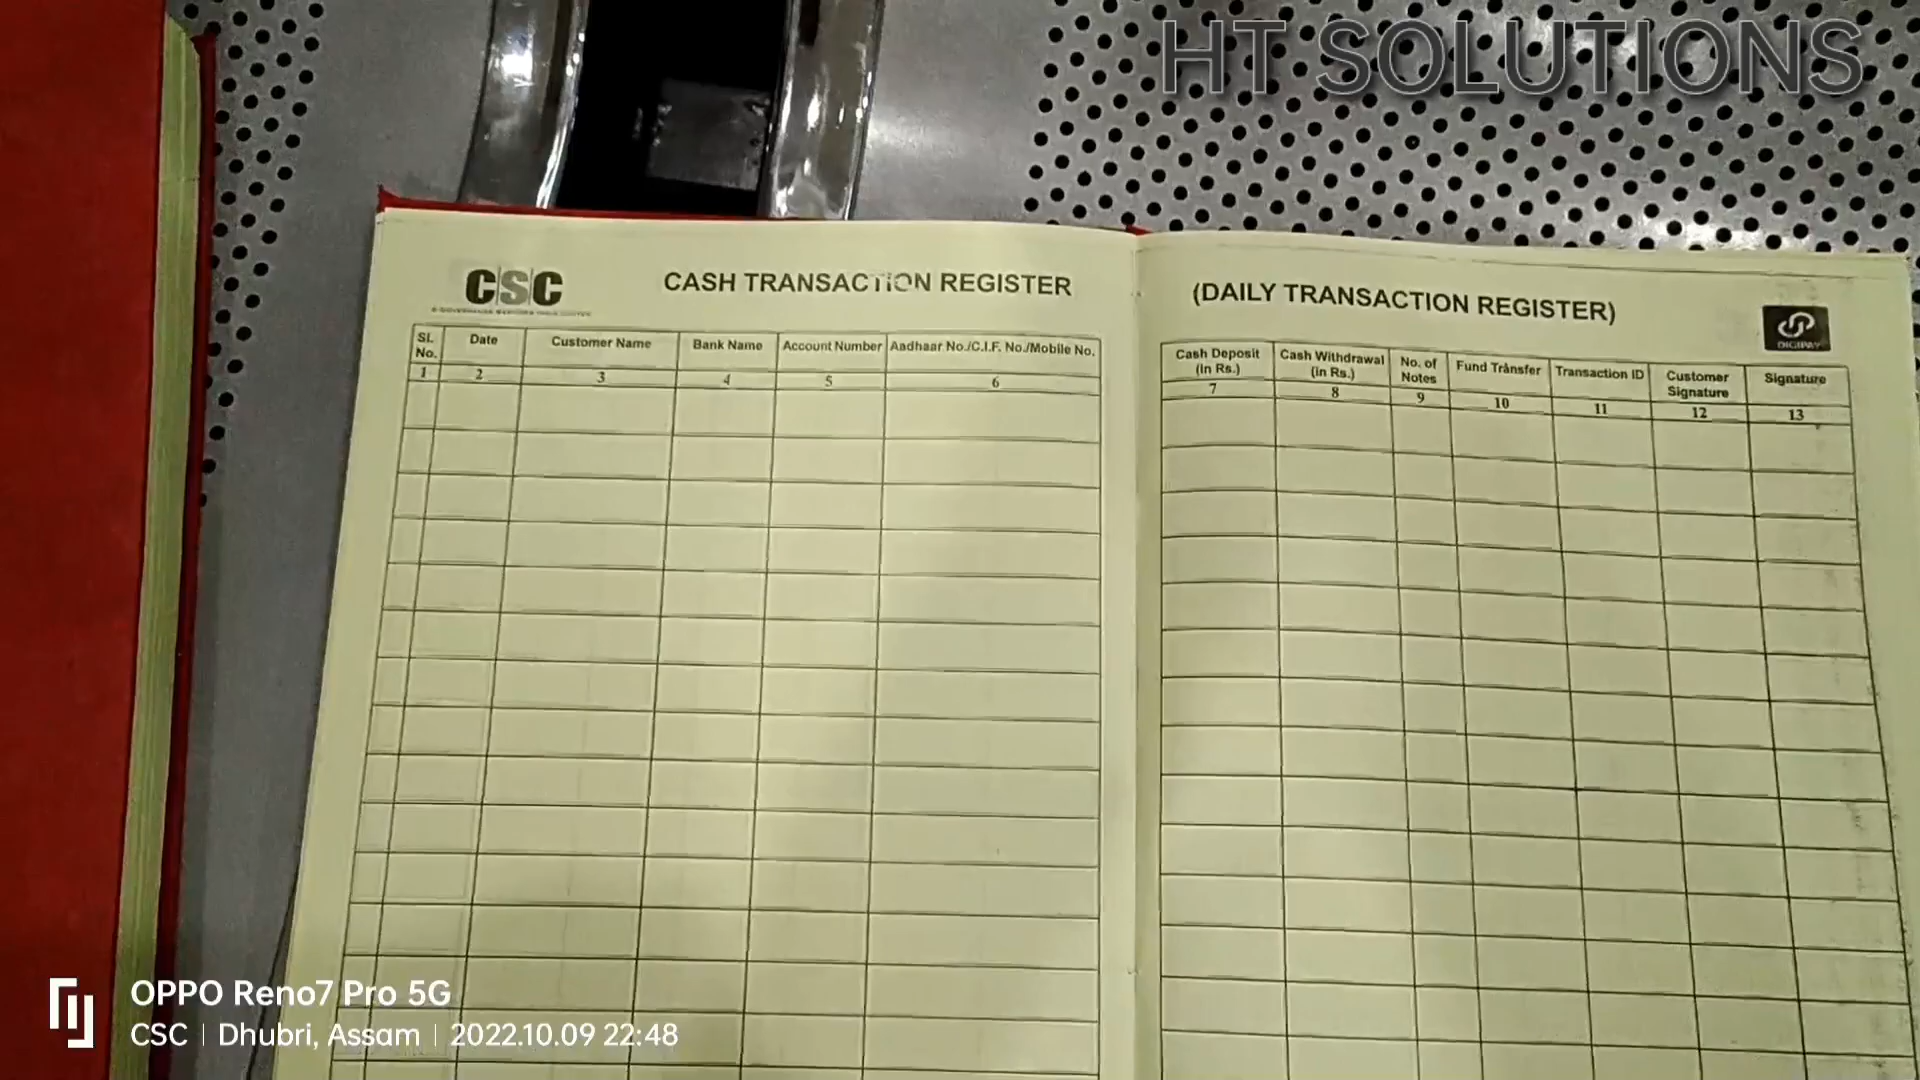 HT SOLUTIONS
CSC
CASH TRANSACTION REGISTER
(DAILY TRANSACTION REGISTER)
DIGIPAY
Sl. No. Date Customer Name Bank Name Account Number Aadhaar No./C.I.F. No./Mobile No. Cash Deposit (in Rs.) Cash Withdrawal (in Rs.) No. of Notes Fund Transfer Transaction ID Customer Signature Signature
1 2 3 4 5 6 7 8 9 10 11 12 13
OPPO Reno7 Pro 5G
CSC | Dhubri, Assam | 2022.10.09 22:48